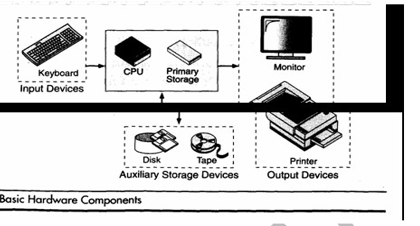 Keyboard
Input Devices
CPU
Primary
Storage
Monitor
Disk
Tape
Auxiliary Storage Devices
Printer
Output Devices
Basic Hardware Components